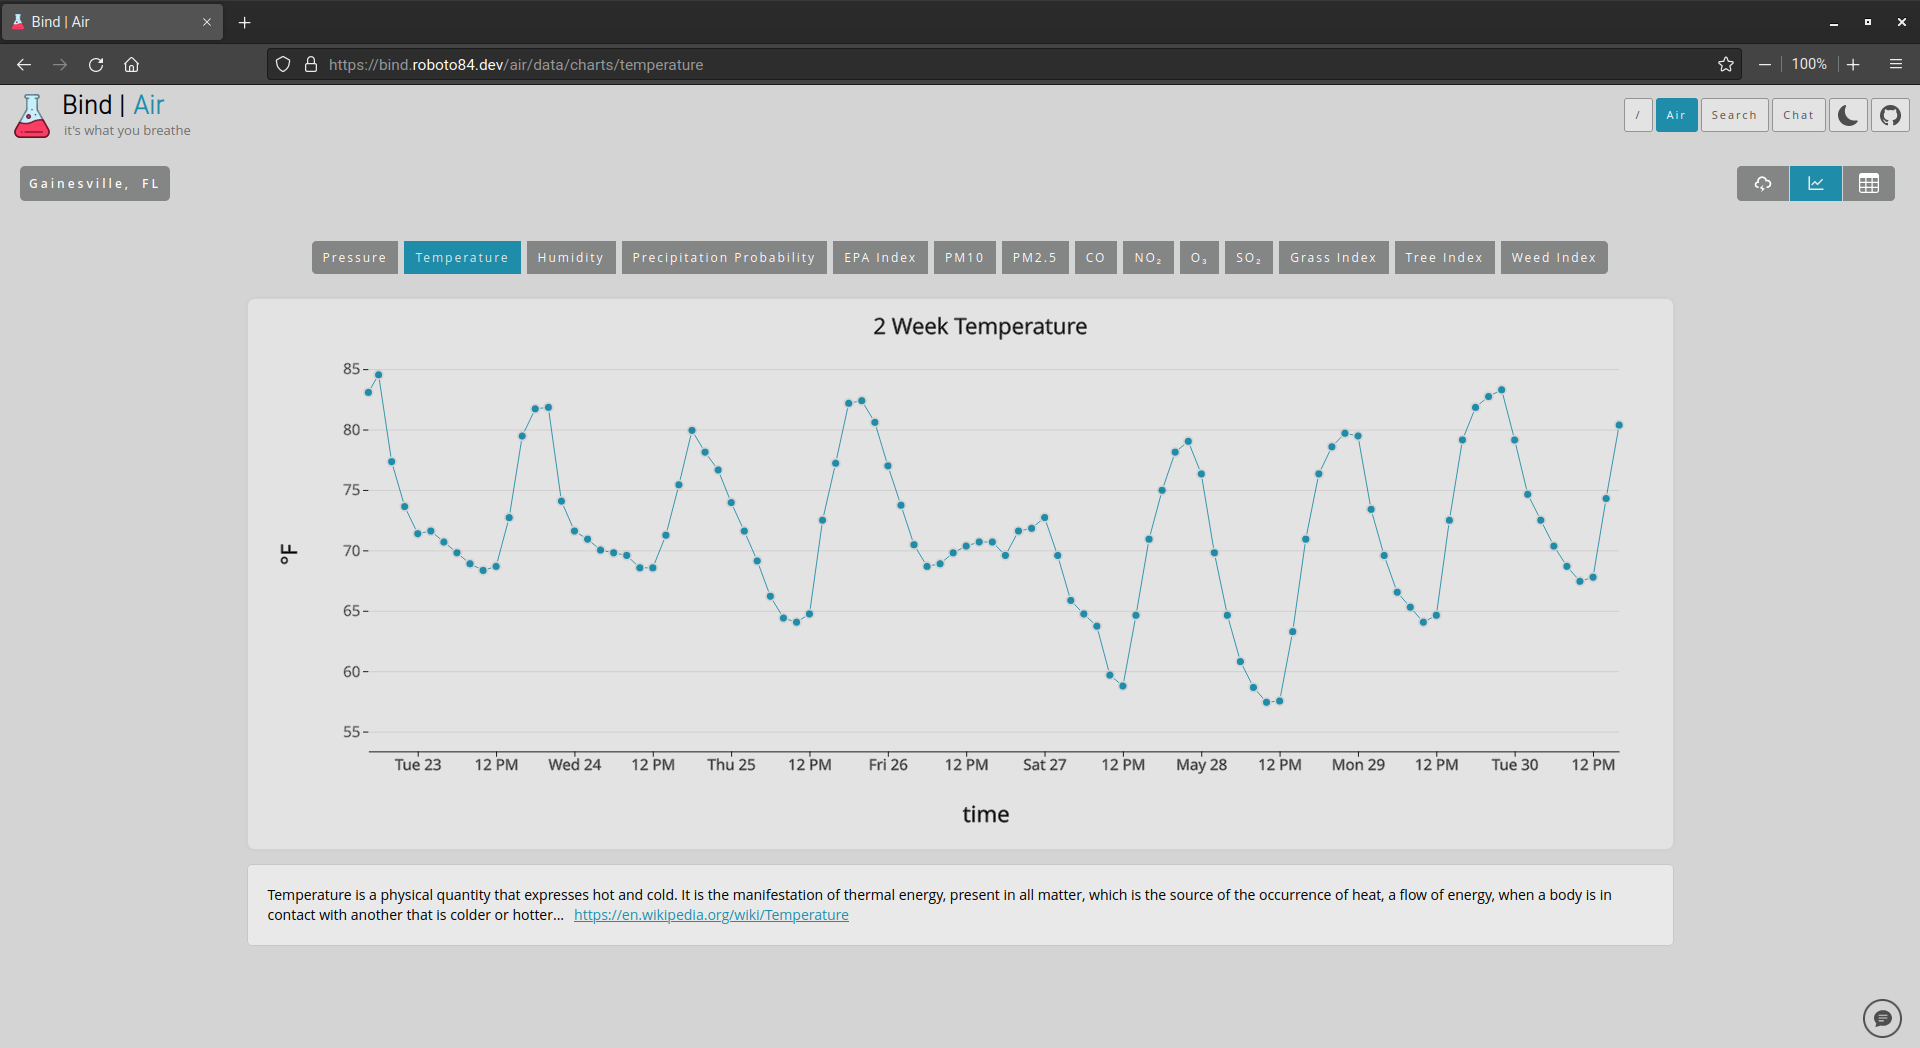 Bind | Air
https://bind.roboto84.dev/air/data/charts/temperature
100%
Bind | Air
it's what you breathe
/ Air Search Chat
Gainesville, FL
Pressure Temperature Humidity Precipitation Probability EPA Index PM10 PM2.5 CO NO₂ O₃ SO₂ Grass Index Tree Index Weed Index
2 Week Temperature
85
80
75
70
65
60
55
°F
Tue 23 12 PM Wed 24 12 PM Thu 25 12 PM Fri 26 12 PM Sat 27 12 PM May 28 12 PM Mon 29 12 PM Tue 30 12 PM
time
Temperature is a physical quantity that expresses hot and cold. It is the manifestation of thermal energy, present in all matter, which is the source of the occurrence of heat, a flow of energy, when a body is in
contact with another that is colder or hotter... https://en.wikipedia.org/wiki/Temperature